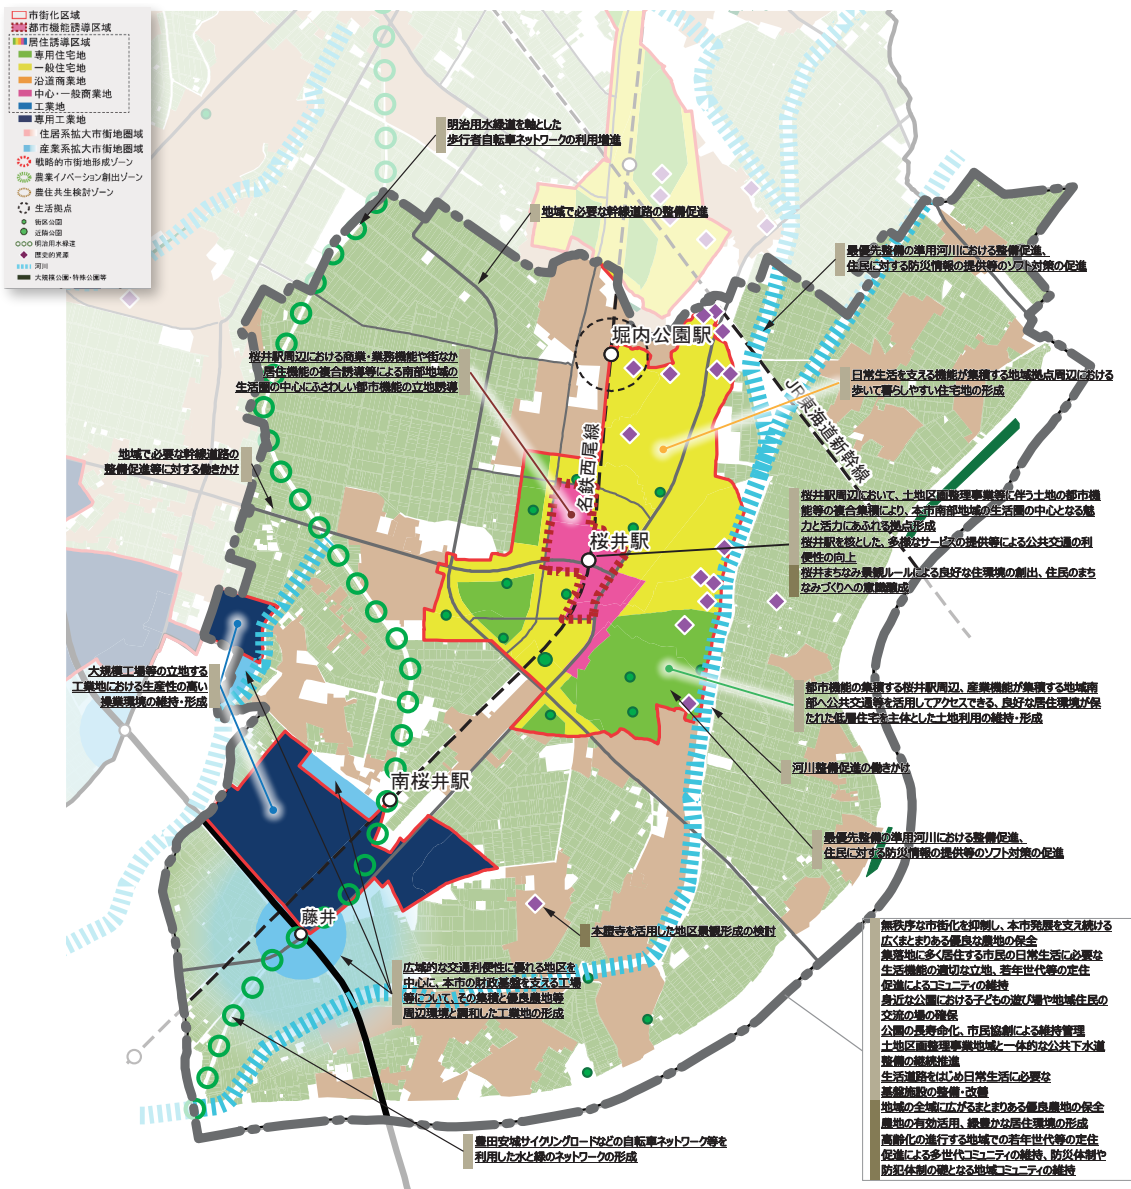 市街化区域
都市機能誘導区域
居住誘導区域
専用住宅地
一般住宅地
沿道商業地
中心・一般商業地
工業地
専用工業地
住居系拡大市街地圏域
産業系拡大市街地圏域
戦略的市街地形成ゾーン
農業イノベーション創出ゾーン
農住共生検討ゾーン
生活拠点
街区公園
近隣公園
明治用水緑道
歴史的資源
河川
大規模公園・特殊公園等
明治用水緑道を軸とした
歩行者自転車ネットワークの利用増進
地域で必要な幹線道路の整備促進
最優先整備の準用河川における整備促進、
住民に対する防災情報の提供等のソフト対策の促進
堀内公園駅
桜井駅周辺における商業・業務機能や街なか
居住機能の複合誘導等による南部地域の
生活圏の中心にふさわしい都市機能の立地誘導
日常生活を支える機能が集積する地域拠点周辺における
歩いて暮らしやすい住宅地の形成
JR東海道新幹線
名鉄西尾線
地域で必要な幹線道路の
整備促進等に対する働きかけ
桜井駅周辺において、土地区画整理事業等に伴う土地の都市機
能等の複合集積により、本市南部地域の生活圏の中心となる魅
力と活力にあふれる拠点形成
桜井駅を核とした、多様なサービスの提供等による公共交通の利
便性の向上
桜井まちなみ景観ルールによる良好な住環境の創出、住民のまち
なみづくりへの意識醸成
桜井駅
大規模工場等の立地する
工業地における生産性の高い
操業環境の維持・形成
都市機能の集積する桜井駅周辺、産業機能が集積する地域南
部へ公共交通等を活用してアクセスできる、良好な居住環境が保
たれた低層住宅を主体とした土地利用の維持・形成
河川整備促進の働きかけ
南桜井駅
最優先整備の準用河川における整備促進、
住民に対する防災情報の提供等のソフト対策の促進
藤井
本證寺を活用した地区景観形成の検討
広域的な交通利便性に優れる地区を
中心に、本市の財政基盤を支える工場
等について、その集積と優良農地等
周辺環境と調和した工業地の形成
無秩序な市街化を抑制し、本市発展を支え続ける
広くまとまりある優良な農地の保全
集落地に多く居住する市民の日常生活に必要な
生活機能の適切な立地、若年世代等の定住
促進によるコミュニティの維持
身近な公園における子どもの遊び場や地域住民の
交流の場の確保
公園の長寿命化、市民協創による維持管理
土地区画整理事業地域と一体的な公共下水道
整備の継続推進
生活道路をはじめ日常生活に必要な
基盤施設の整備・改善
地域の全域に広がるまとまりある優良農地の保全
農地の有効活用、緑豊かな居住環境の形成
高齢化の進行する地域での若年世代等の定住
促進による多世代コミュニティの維持、防災体制や
防犯体制の礎となる地域コミュニティの維持
豊田安城サイクリングロードなどの自転車ネットワーク等を
利用した水と緑のネットワークの形成